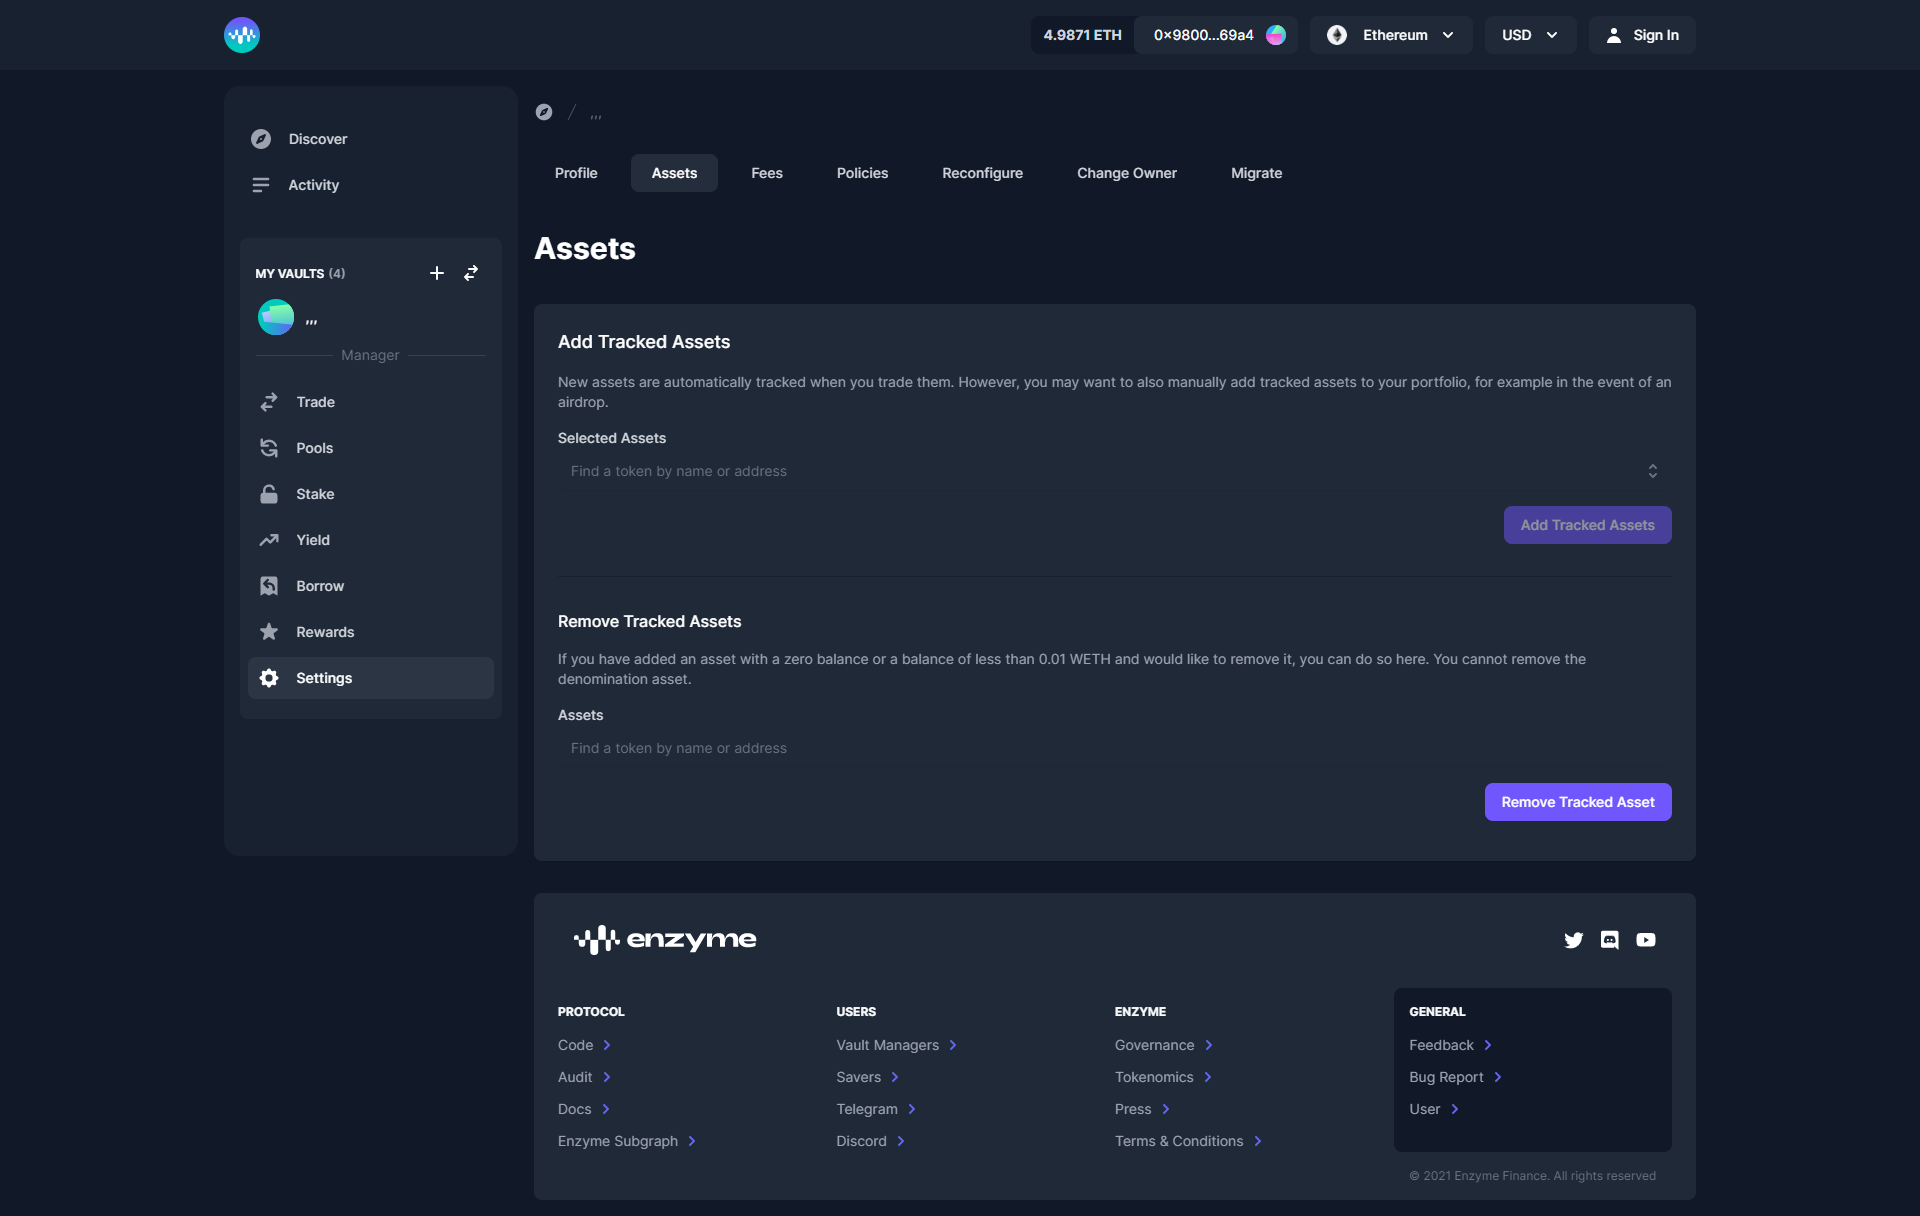 4.9871 ETH
0×9800...69a4
Ethereum
USD
Sign In
Discover
Activity
MY VAULTS (4)
,,,
Manager
Trade
Pools
Stake
Yield
Borrow
Rewards
Settings
/ ,,,
Profile
Assets
Fees
Policies
Reconfigure
Change Owner
Migrate
Assets
Add Tracked Assets
New assets are automatically tracked when you trade them. However, you may want to also manually add tracked assets to your portfolio, for example in the event of an
airdrop.
Selected Assets
Find a token by name or address
Add Tracked Assets
Remove Tracked Assets
If you have added an asset with a zero balance or a balance of less than 0.01 WETH and would like to remove it, you can do so here. You cannot remove the
denomination asset.
Assets
Find a token by name or address
Remove Tracked Asset
enzyme
PROTOCOL
Code
Audit
Docs
Enzyme Subgraph
USERS
Vault Managers
Savers
Telegram
Discord
ENZYME
Governance
Tokenomics
Press
Terms & Conditions
GENERAL
Feedback
Bug Report
User
© 2021 Enzyme Finance. All rights reserved